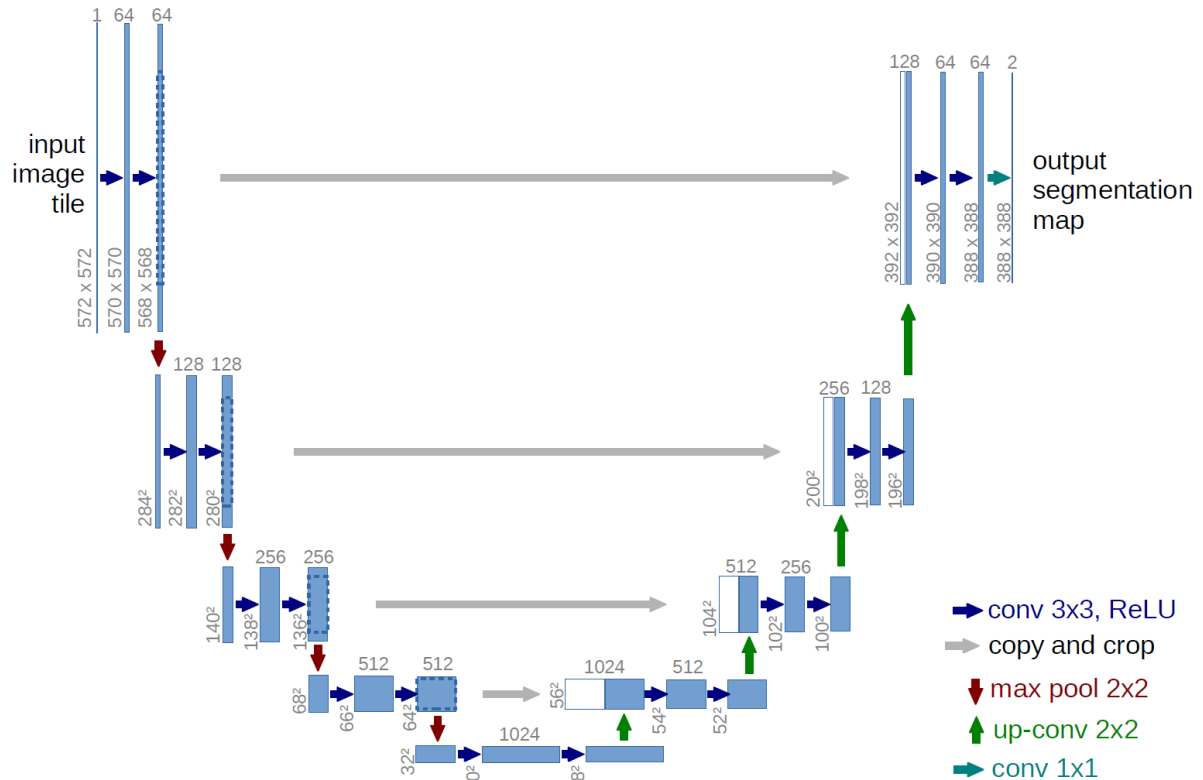 1 64 64
input
image
tile
572 x 572
570 x 570
568 x 568
128
64
64
2
output
segmentation
map
392 x 392
390 x 390
388 x 388
388 x 388
128 128
284²
282²
280²
256 128
200²
198²
196²
256 256
140²
138²
136²
512 256
104²
102²
100²
512 512
68²
66²
64²
1024 512
56²
54²
52²
1024
32²
conv 3x3, ReLU
copy and crop
max pool 2x2
up-conv 2x2
conv 1x1